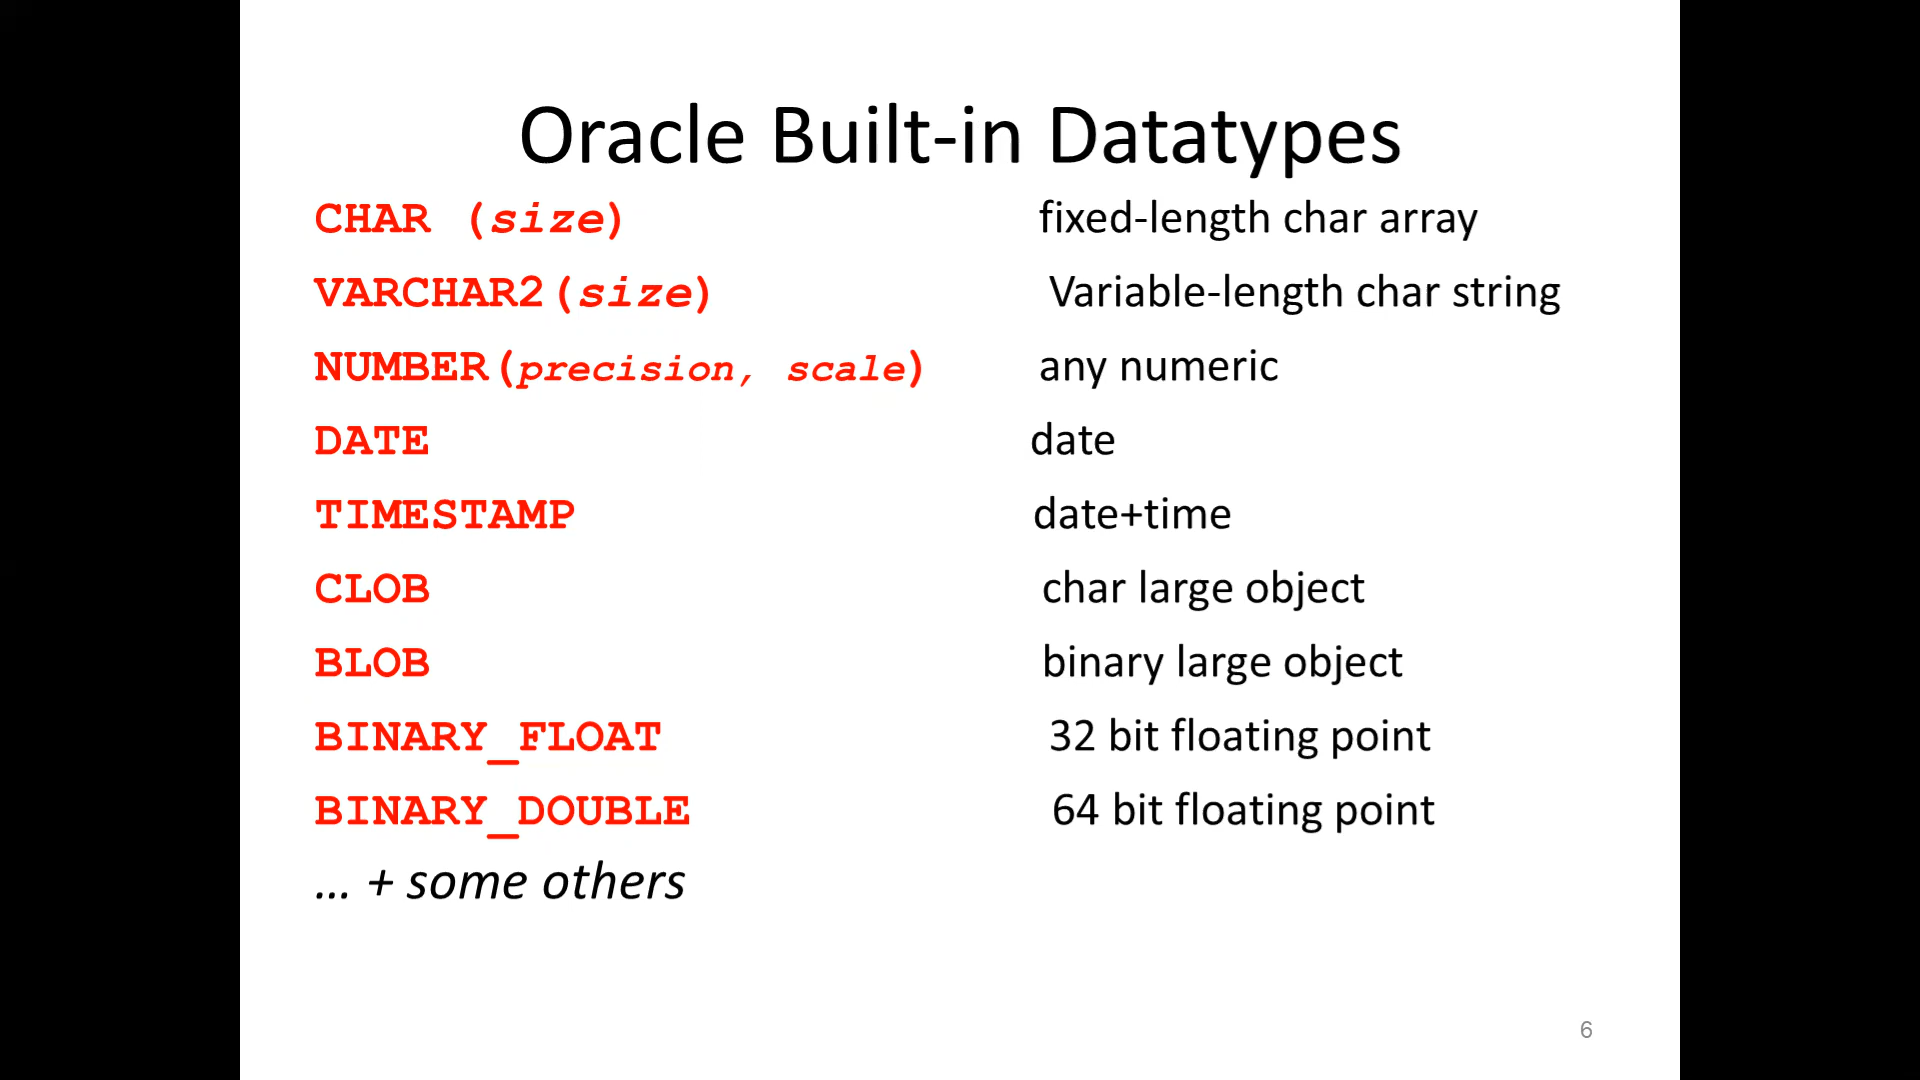 Oracle Built-in Datatypes
CHAR (size) fixed-length char array
VARCHAR2(size) Variable-length char string
NUMBER(precision, scale) any numeric
DATE date
TIMESTAMP date+time
CLOB char large object
BLOB binary large object
BINARY_FLOAT 32 bit floating point
BINARY_DOUBLE 64 bit floating point
… + some others
6